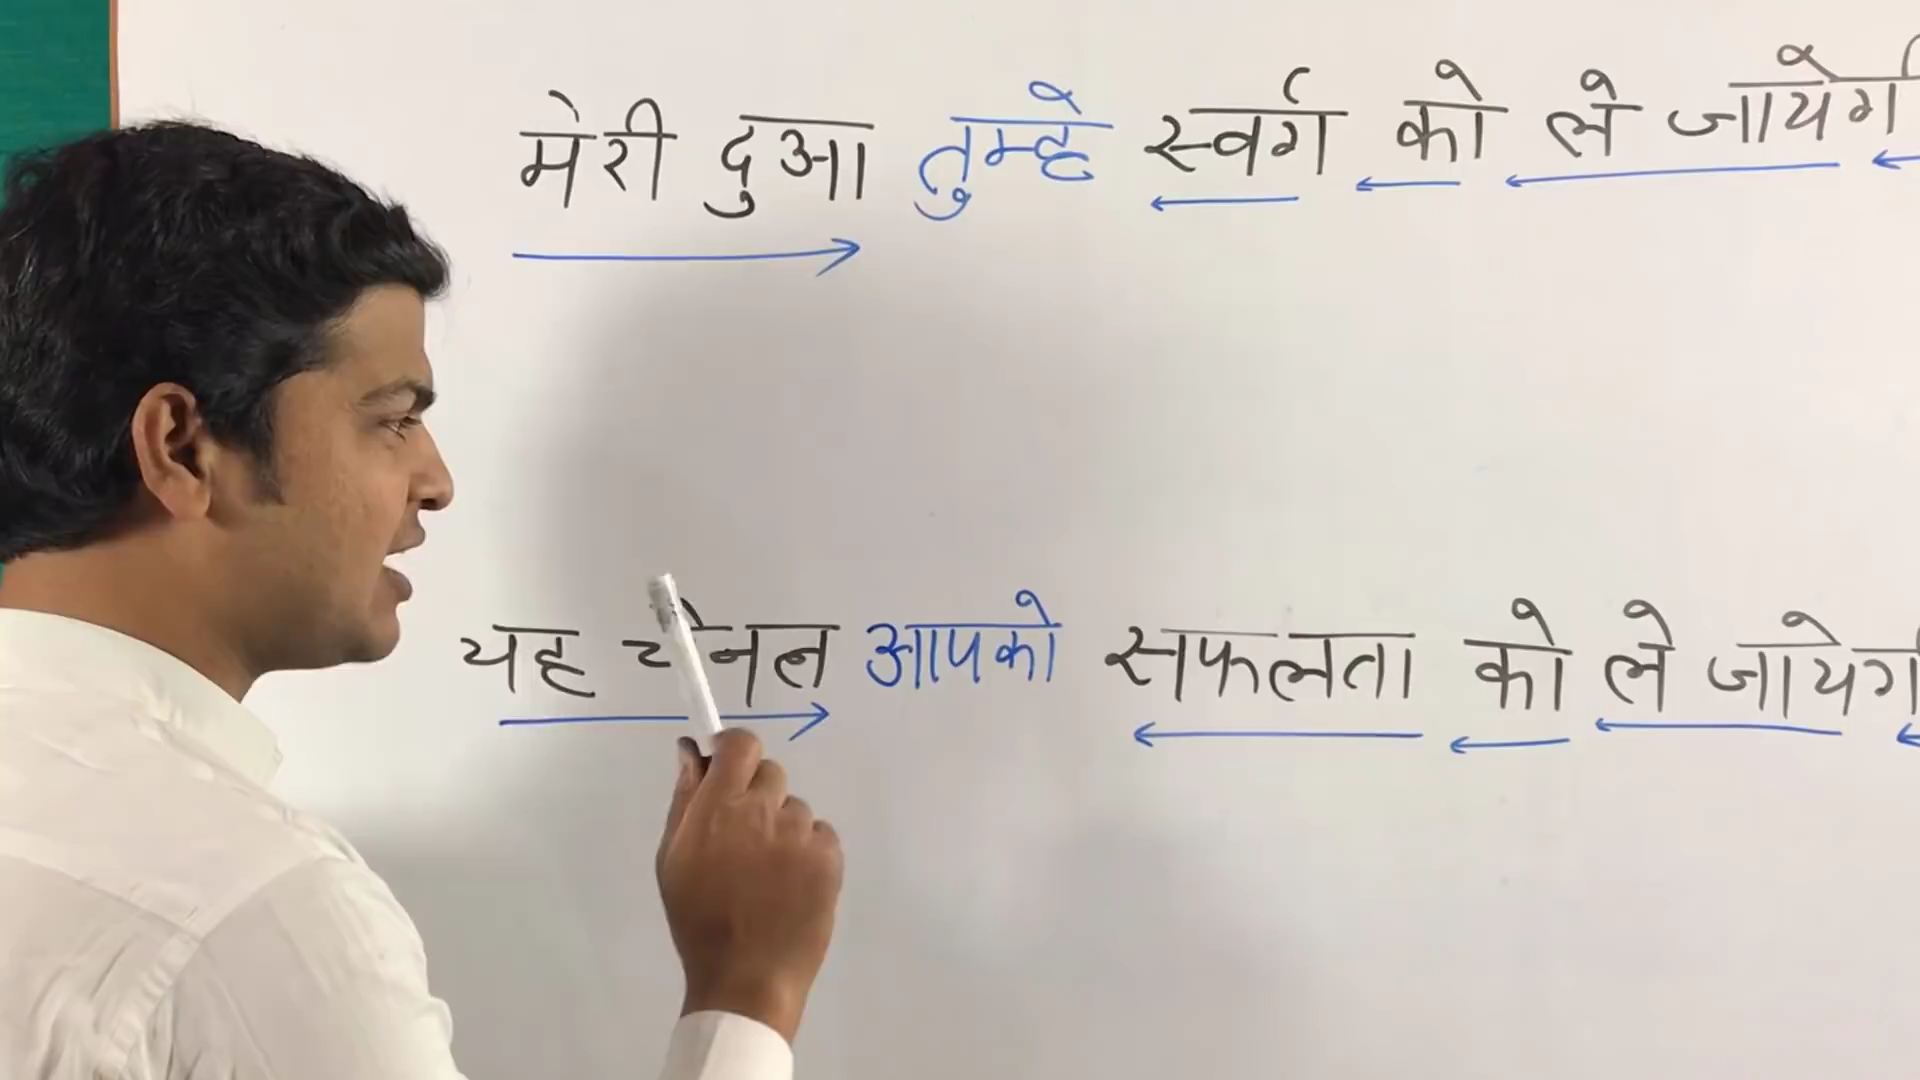 मेरी दुआ तुम्हे स्वर्ग को ले जायेग
यह चैनल आपको सफलता को ले जायेग